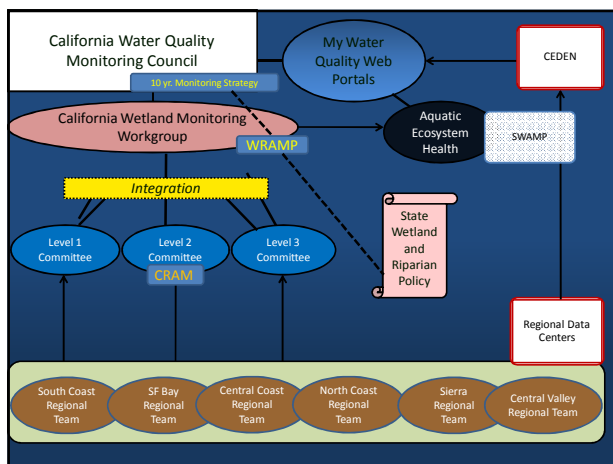 California Water Quality
Monitoring Council
10 yr. Monitoring Strategy
My Water
Quality Web
Portals
CEDEN
California Wetland Monitoring
Workgroup
WRAMP
Aquatic
Ecosystem
Health
SWAMP
Integration
Level 1
Committee
Level 2
Committee
CRAM
Level 3
Committee
State
Wetland
and
Riparian
Policy
Regional Data
Centers
South Coast
Regional
Team
SF Bay
Regional
Team
Central Coast
Regional
Team
North Coast
Regional
Team
Sierra
Regional
Team
Central Valley
Regional Team